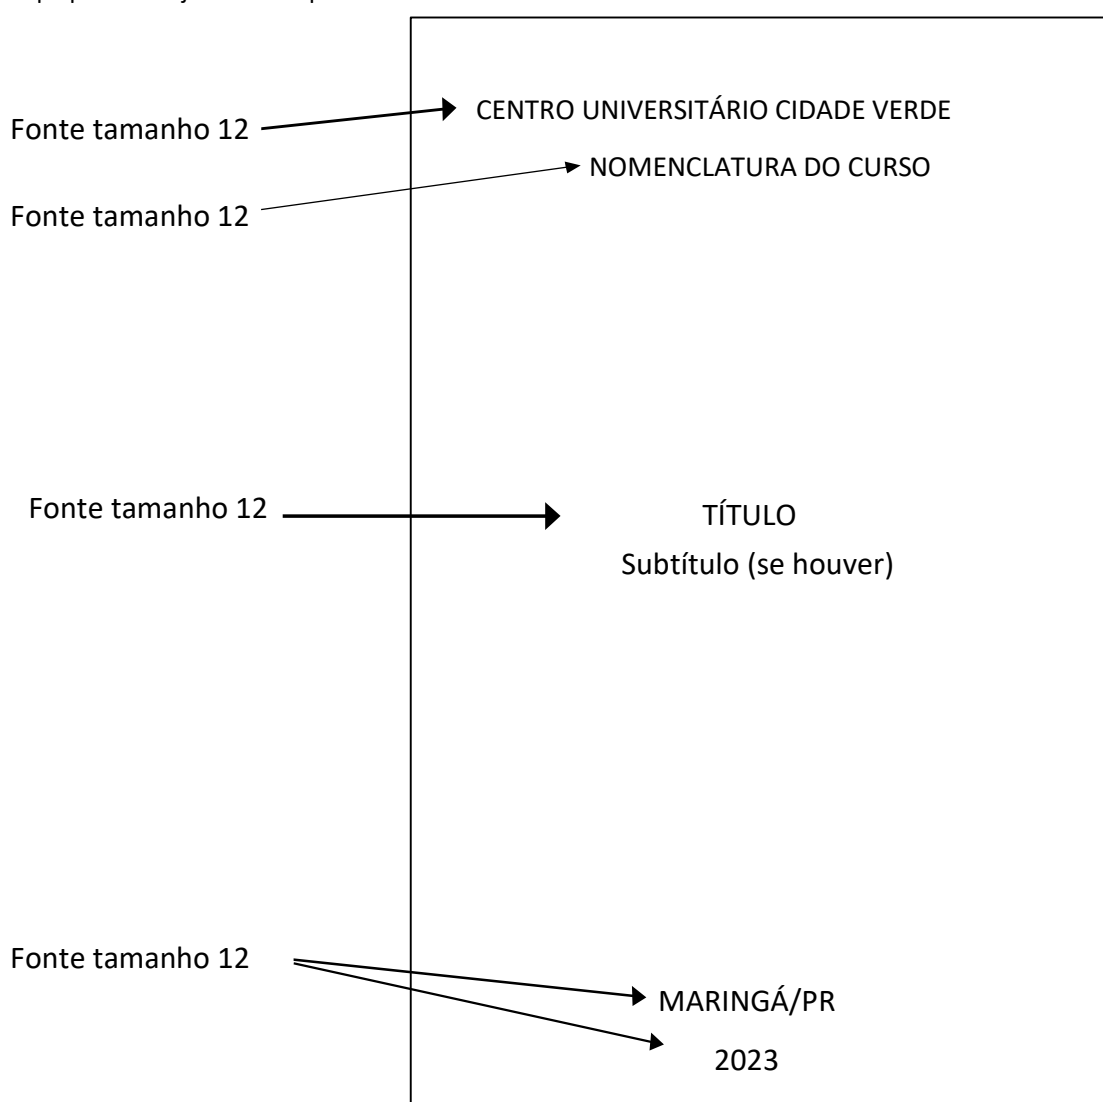 CENTRO UNIVERSITÁRIO CIDADE VERDE
Fonte tamanho 12
NOMENCLATURA DO CURSO
Fonte tamanho 12
Fonte tamanho 12
TÍTULO
Subtítulo (se houver)
Fonte tamanho 12
MARINGÁ/PR
2023